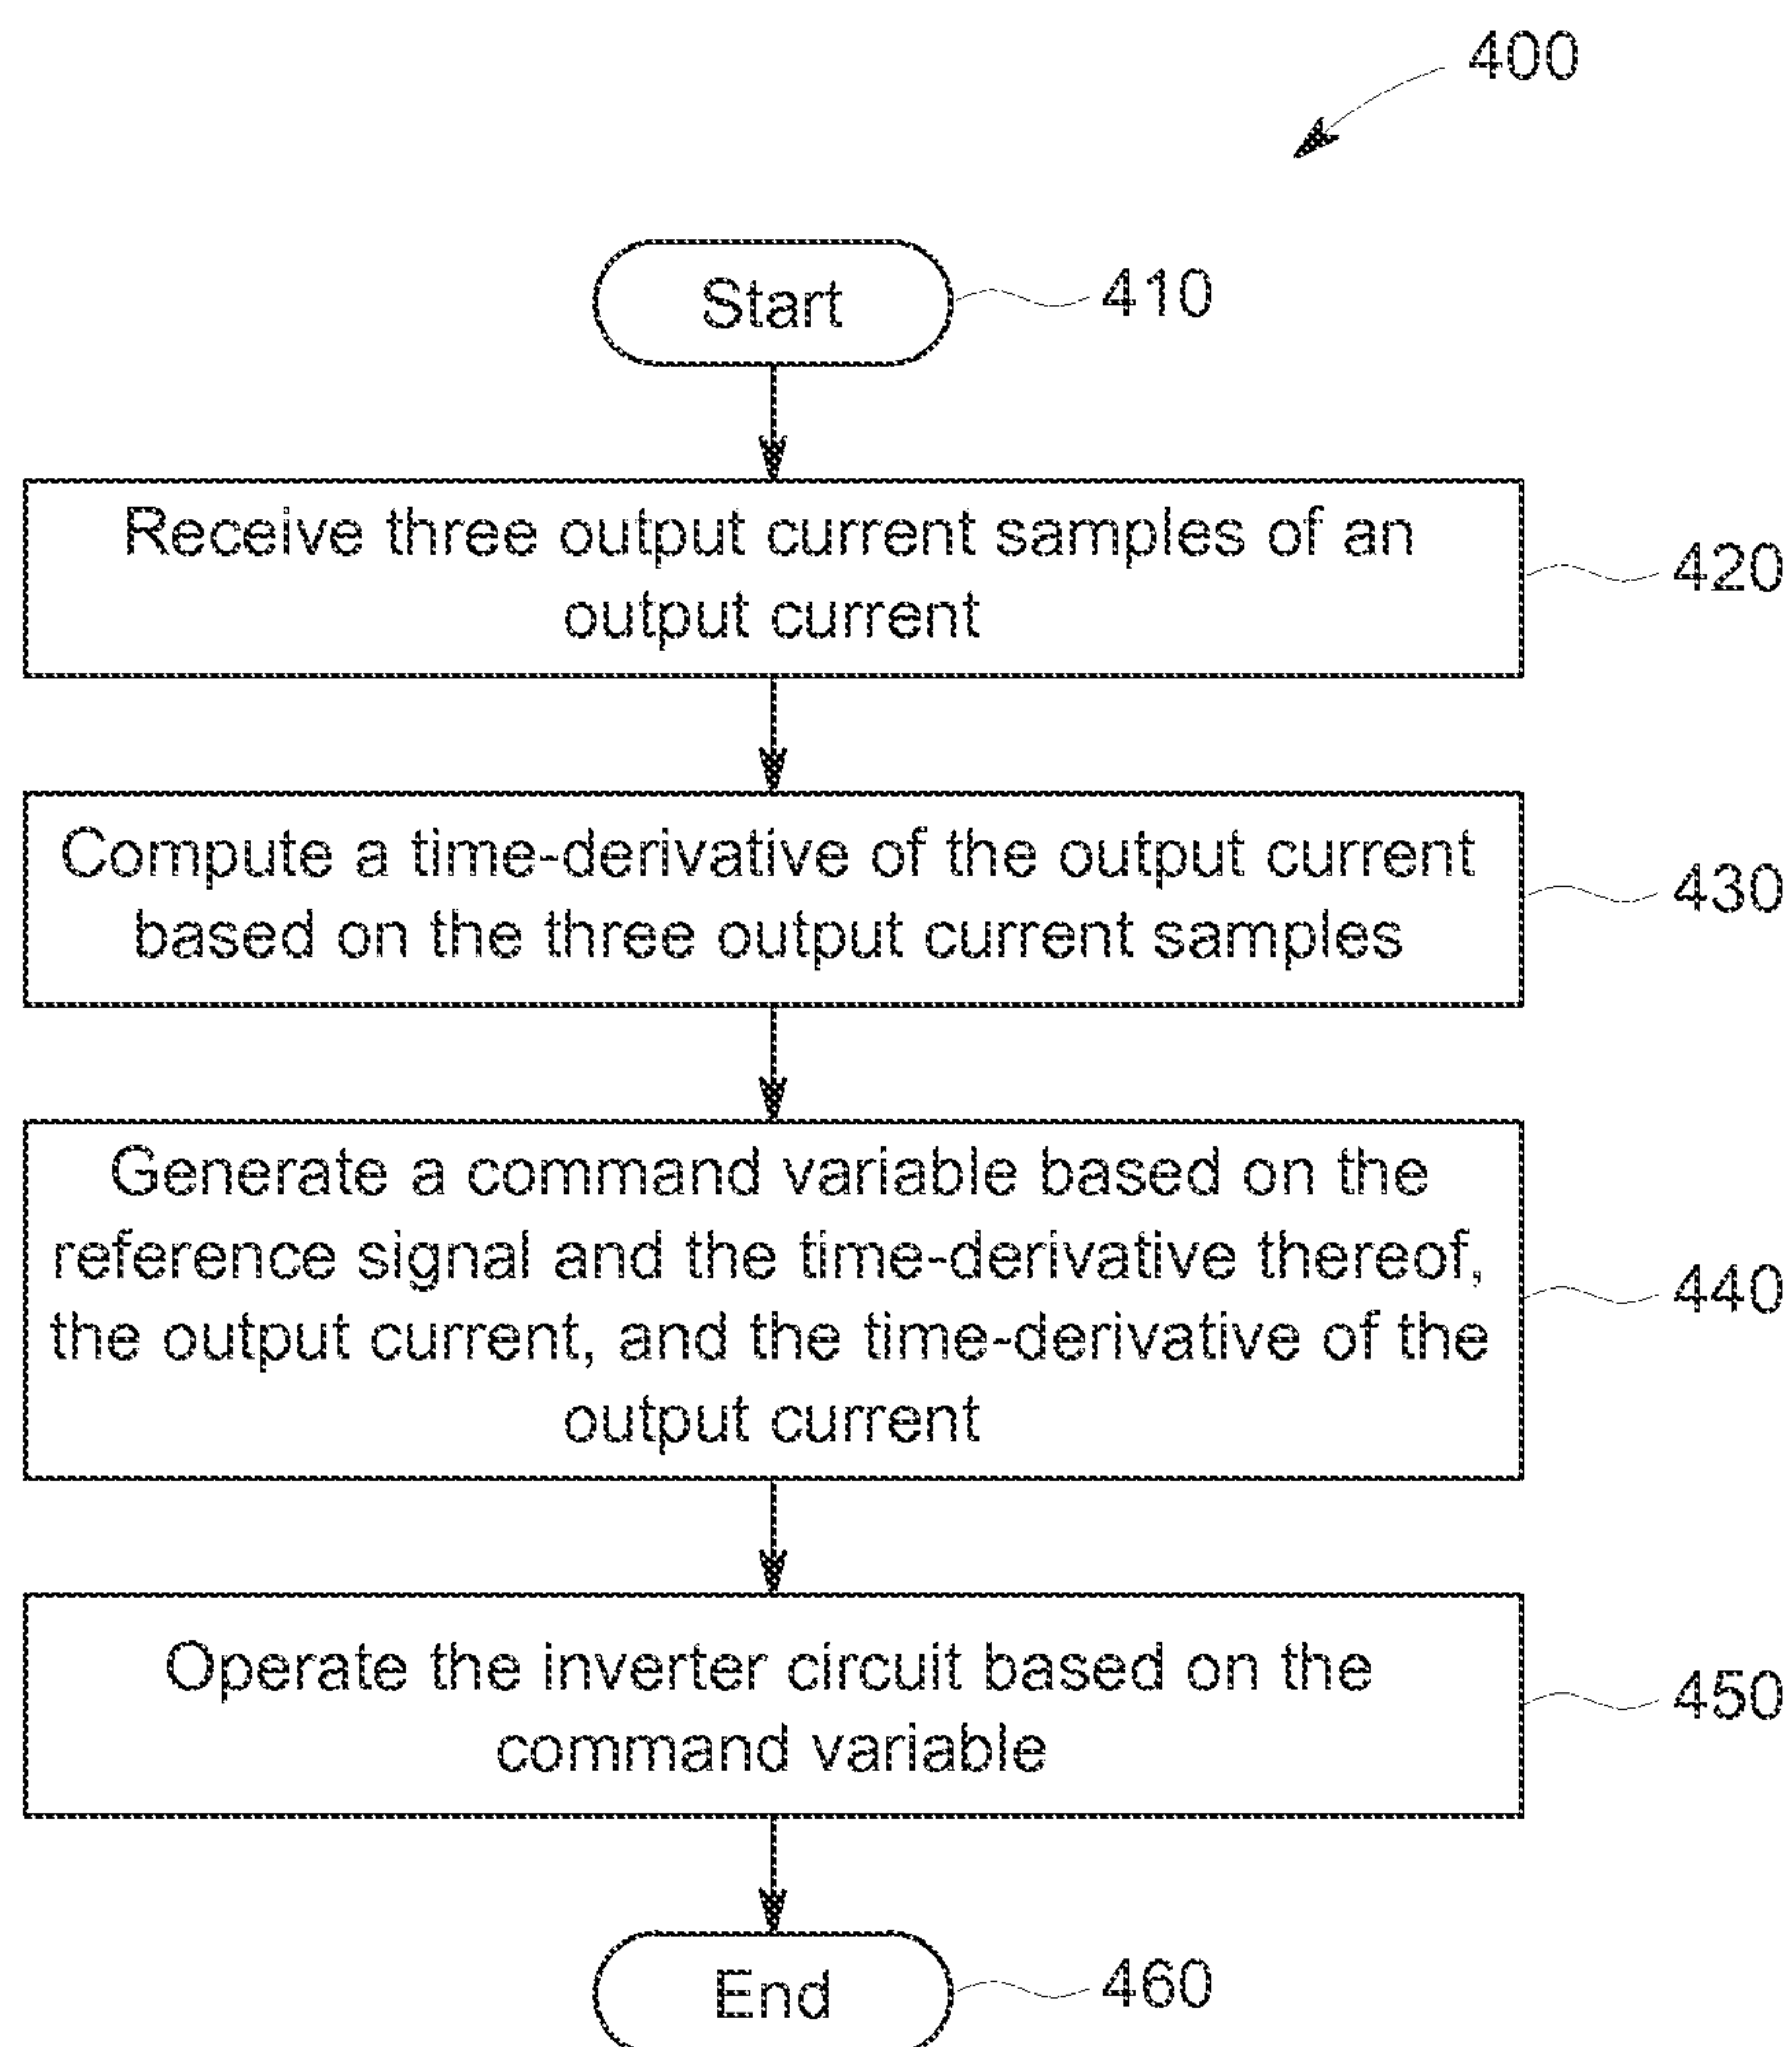 400
Start
410
Receive three output current samples of an
output current
420
Compute a time-derivative of the output current
based on the three output current samples
430
Generate a command variable based on the
reference signal and the time-derivative thereof,
the output current, and the time-derivative of the
output current
440
Operate the inverter circuit based on the
command variable
450
End
460